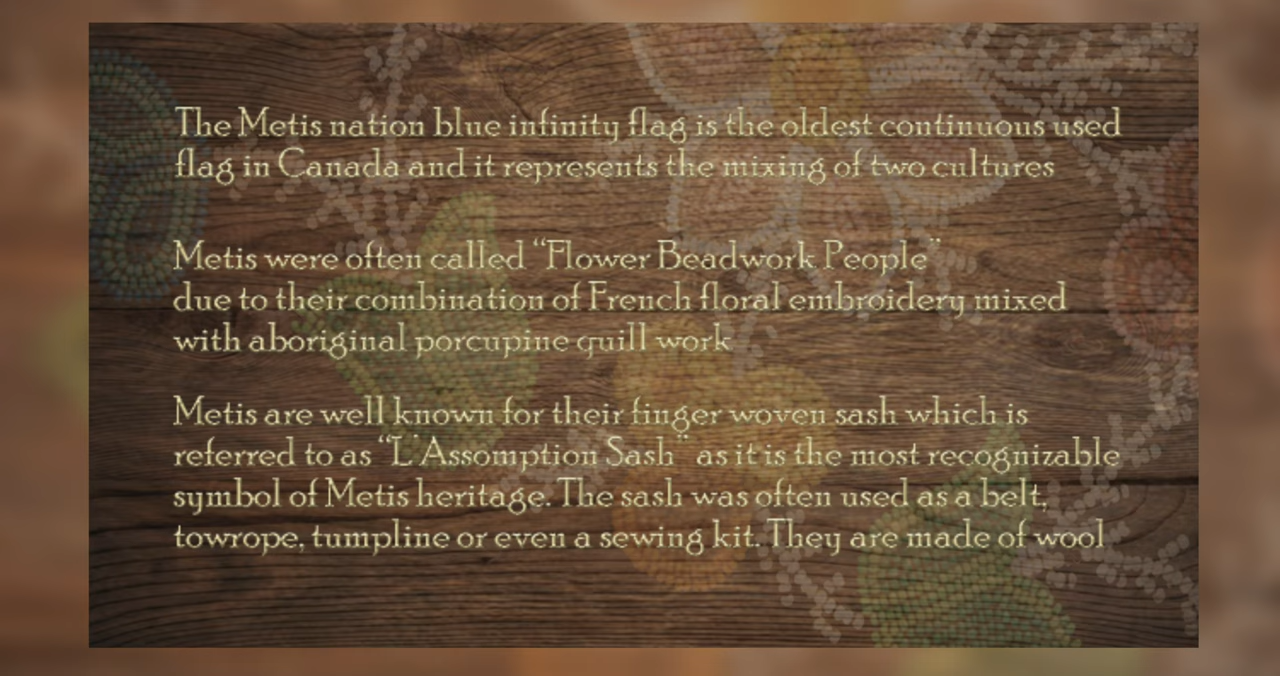 The Metis nation blue infinity flag is the oldest continuous used
flag in Canada and it represents the mixing of two cultures
Metis were often called “Flower Beadwork People”
due to their combination of French floral embroidery mixed
with aboriginal porcupine quill work
Metis are well known for their finger woven sash which is
referred to as “L'Assomption Sash” as it is the most recognizable
symbol of Metis heritage. The sash was often used as a belt,
towrope, tumpline or even a sewing kit. They are made of wool